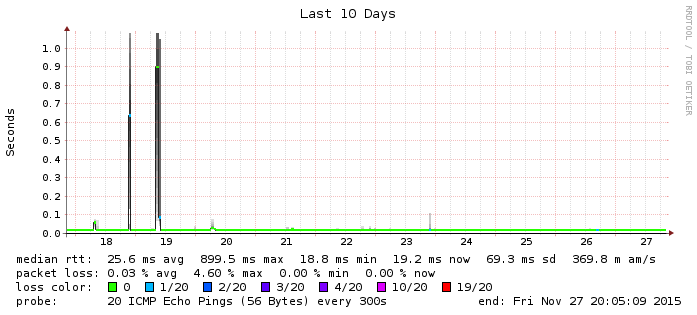 Last 10 Days
RRDTOOL / TOBI OETIKER
Seconds
1.0
0.9
0.8
0.7
0.6
0.5
0.4
0.3
0.2
0.1
0.0
18 19 20 21 22 23 24 25 26 27
median rtt: 25.6 ms avg 899.5 ms max 18.8 ms min 19.2 ms now 69.3 ms sd 369.8 m am/s
packet loss: 0.03 % avg 4.60 % max 0.00 % min 0.00 % now
loss color: 0 1/20 2/20 3/20 4/20 10/20 19/20
probe: 20 ICMP Echo Pings (56 Bytes) every 300s end: Fri Nov 27 20:05:09 2015